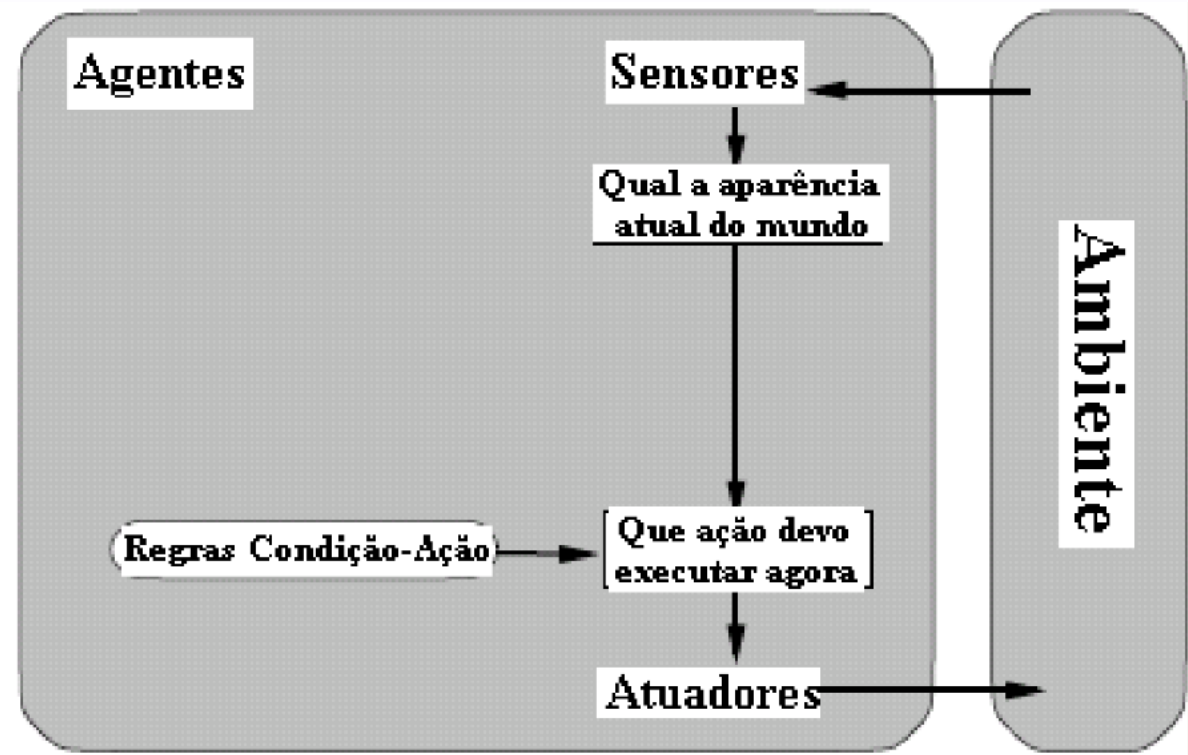 Agentes
Sensores
Qual a aparência
atual do mundo
Ambiente
Regras Condição-Ação
Que ação devo
executar agora
Atuadores